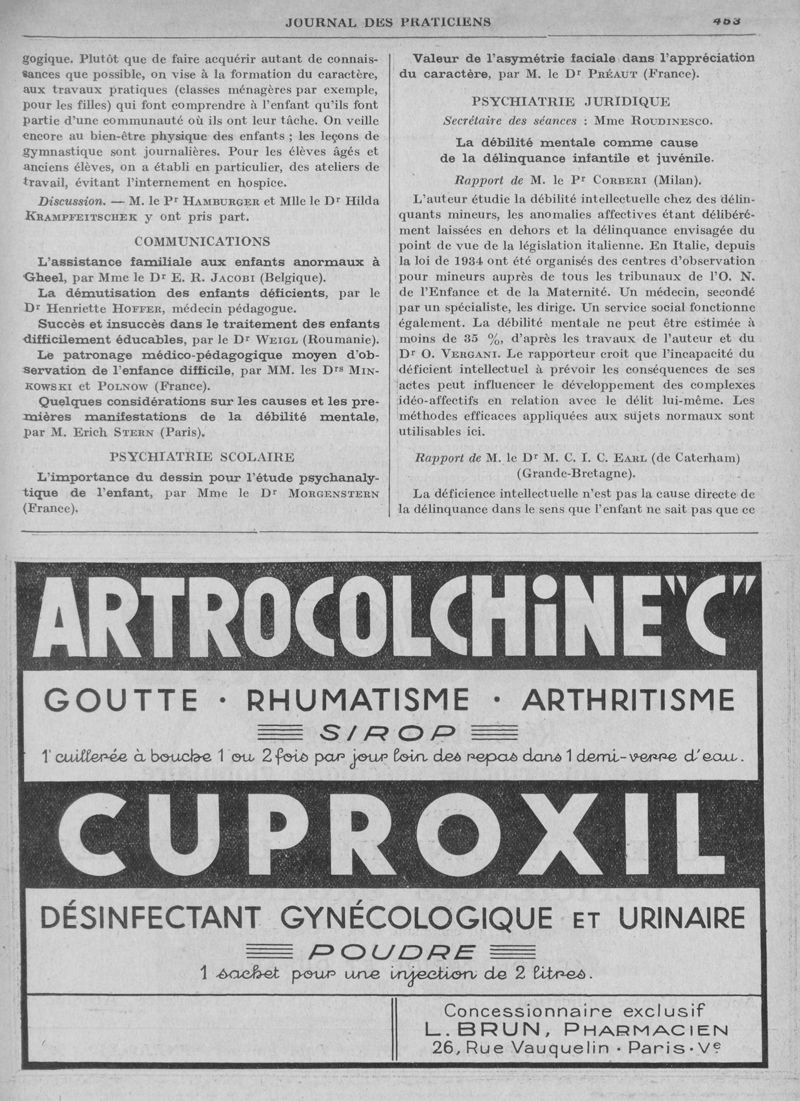 JOURNAL DES PRATICIENS 453
gogique. Plutôt que de faire acquérir autant de connais-
sances que possible, on vise à la formation du caractère,
aux travaux pratiques (classes ménagères par exemple,
pour les filles) qui font comprendre à l'enfant qu'ils font
partie d'une communauté où ils ont leur tâche. On veille
encore au bien-être physique des enfants ; les leçons de
gymnastique sont journalières. Pour les élèves âgés et
anciens élèves, on a établi en particulier, des ateliers de
travail, évitant l'internement en hospice.
Discussion. — M. le Pr HAMBURGER et Mlle le Dr Hilda
KRAMPFEITSCHEK y ont pris part.
COMMUNICATIONS
L'assistance familiale aux enfants anormaux à
Gheel, par Mme le Dr E. R. JACOBI (Belgique).
La démutisation des enfants déficients, par le
Dr Henriette HOFFER, médecin pédagogue.
Succès et insuccès dans le traitement des enfants
difficilement éducables, par le Dr WEIGL (Roumanie).
Le patronage médico-pédagogique moyen d'ob-
servation de l'enfance difficile, par MM. les Drs MIN-
KOWSKI et POLNOW (France).
Quelques considérations sur les causes et les pre-
mières manifestations de la débilité mentale,
par M. Erich STERN (Paris).
PSYCHIATRIE SCOLAIRE
L'importance du dessin pour l'étude psychanaly-
tique de l'enfant, par Mme le Dr MORGENSTERN
(France).
Valeur de l'asymétrie faciale dans l'appréciation
du caractère, par M. le Dr PRÉAUT (France).
PSYCHIATRIE JURIDIQUE
Secrétaire des séances : Mme ROUDINESCO.
La débilité mentale comme cause
de la délinquance infantile et juvénile.
Rapport de M. le Pr CORBERI (Milan).
L'auteur étudie la débilité intellectuelle chez des délin-
quants mineurs, les anomalies affectives étant délibéré-
ment laissées en dehors et la délinquance envisagée du
point de vue de la législation italienne. En Italie, depuis
la loi de 1934 ont été organisés des centres d'observation
pour mineurs auprès de tous les tribunaux de l'O. N.
de l'Enfance et de la Maternité. Un médecin, secondé
par un spécialiste, les dirige. Un service social fonctionne
également. La débilité mentale ne peut être estimée à
moins de 35 %, d'après les travaux de l'auteur et du
Dr O. VERGANI. Le rapporteur croit que l'incapacité du
déficient intellectuel à prévoir les conséquences de ses
actes peut influencer le développement des complexes
idéo-affectifs en relation avec le délit lui-même. Les
méthodes efficaces appliquées aux sujets normaux sont
utilisables ici.
Rapport de M. le Dr M. C. I. C. EARL (de Caterham)
(Grande-Bretagne).
La déficience intellectuelle n'est pas la cause directe de
la délinquance dans le sens que l'enfant ne sait pas que ce
ARTROCOLCHiNE "C"
GOUTTE · RHUMATISME · ARTHRITISME
SIROP
1 cuillerée à bouche 1 ou 2 fois par jour loin des repas dans 1 demi-verre d'eau.
CUPROXIL
DÉSINFECTANT GYNÉCOLOGIQUE ET URINAIRE
POUDRE
1 sachet pour une injection de 2 litres.
Concessionnaire exclusif
L. BRUN, PHARMACIEN
26, Rue Vauquelin · Paris · Ve